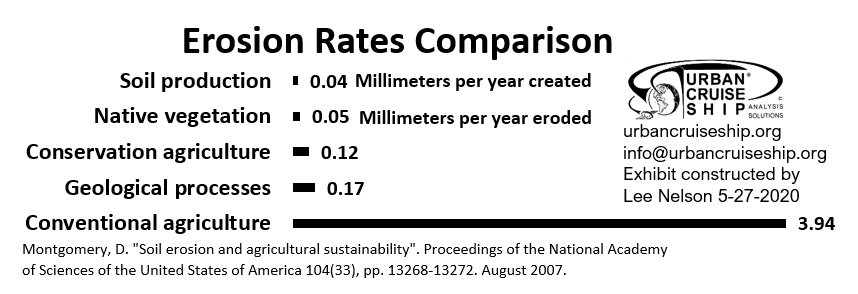 Erosion Rates Comparison
Soil production 0.04 Millimeters per year created
Native vegetation 0.05 Millimeters per year eroded
Conservation agriculture 0.12
Geological processes 0.17
Conventional agriculture 3.94
URBAN®
CRUISE
SHIP ANALYSIS
SOLUTIONS
©
urbancruiseship.org
info@urbancruiseship.org
Exhibit constructed by
Lee Nelson 5-27-2020
Montgomery, D. "Soil erosion and agricultural sustainability". Proceedings of the National Academy
of Sciences of the United States of America 104(33), pp. 13268-13272. August 2007.